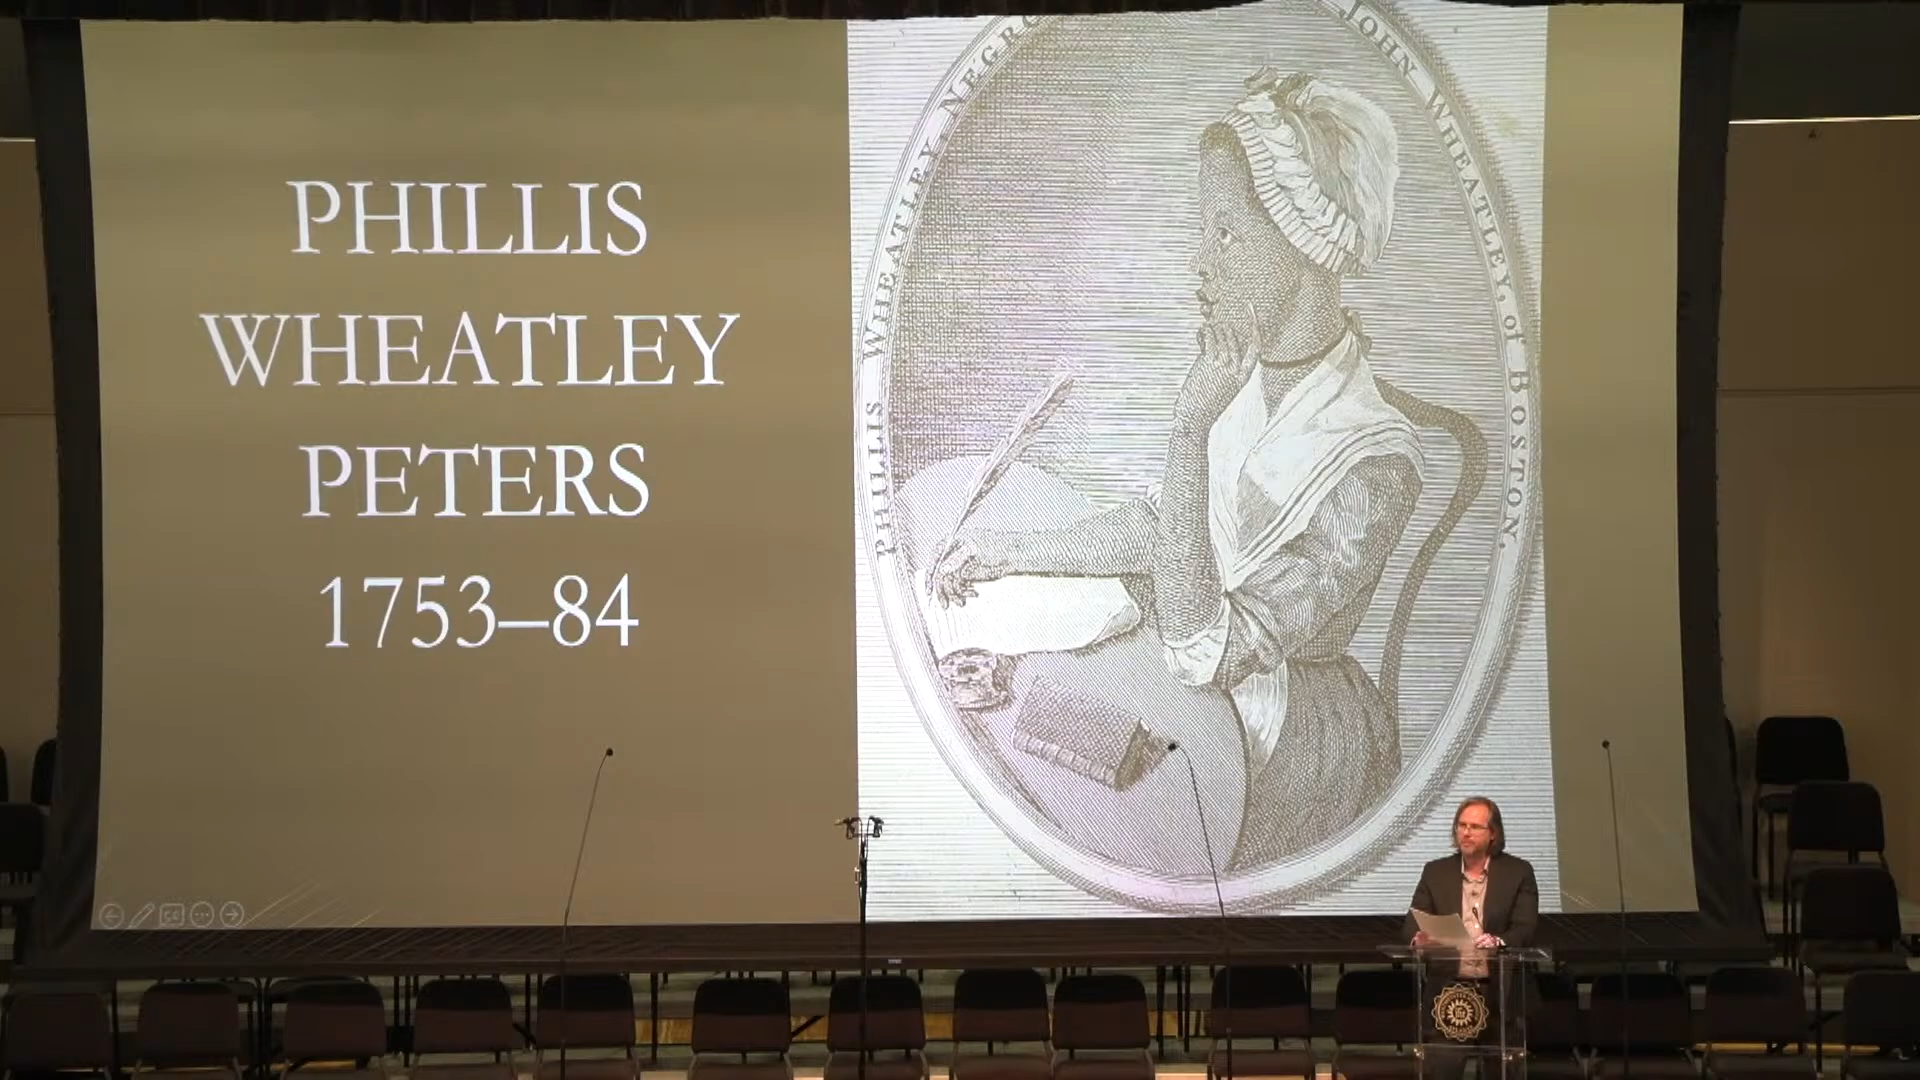 PHILLIS
WHEATLEY
PETERS
1753–84
PHILLIS WHEATLEY, NEGRO
JOHN WHEATLEY, of BOSTON.